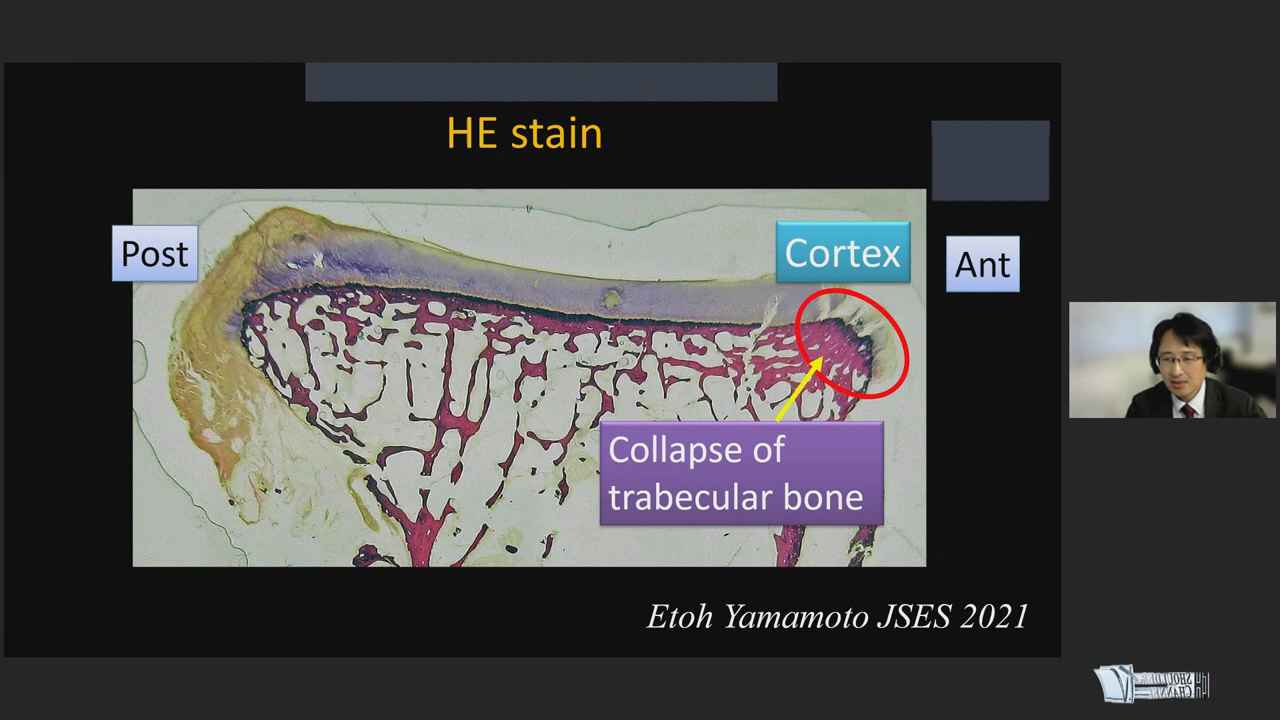 HE stain
Post
Cortex
Ant
Collapse of
trabecular bone
Etoh Yamamoto JSES 2021